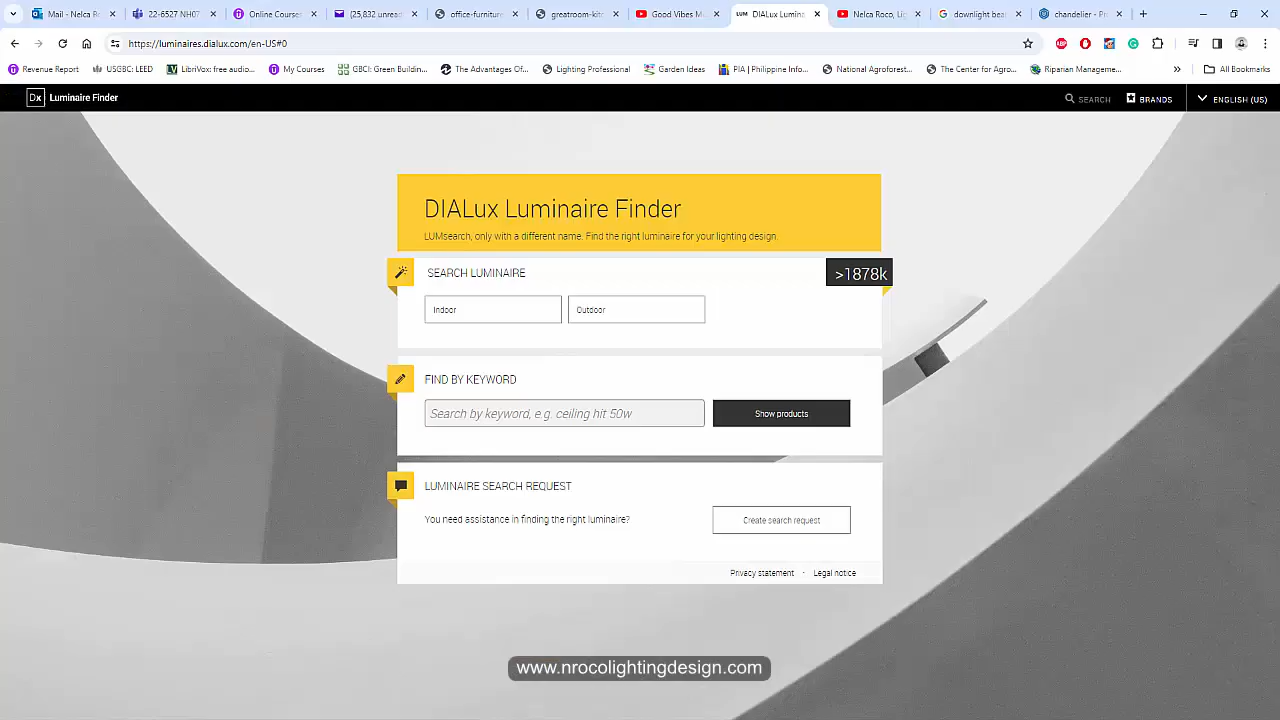 Mail - Nelca Ro
22-6527 NH07
Online Courses
(25,832 unread
office-furniture
greatroom-kit
Good Vibes M
DIALux Lumina
Nelca Roco, Lig
downlight bea
chandelier - P
https://luminaires.dialux.com/en-US#0
Revenue Report
USGBC: LEED
LibriVox: free audio...
My Courses
GBCI: Green Buildin...
The Advantages Of...
Lighting Professional
Garden Ideas
PIA | Philippine Info...
National Agroforest...
The Center for Agro...
Riparian Manageme...
All Bookmarks
Dx Luminaire Finder
SEARCH
BRANDS
ENGLISH (US)
DIALux Luminaire Finder
LUMsearch, only with a different name. Find the right luminaire for your lighting design.
SEARCH LUMINAIRE
>1878k
Indoor
Outdoor
FIND BY KEYWORD
Search by keyword, e.g. ceiling hit 50w
Show products
LUMINAIRE SEARCH REQUEST
You need assistance in finding the right luminaire?
Create search request
Privacy statement - Legal notice
www.nrocolightingdesign.com